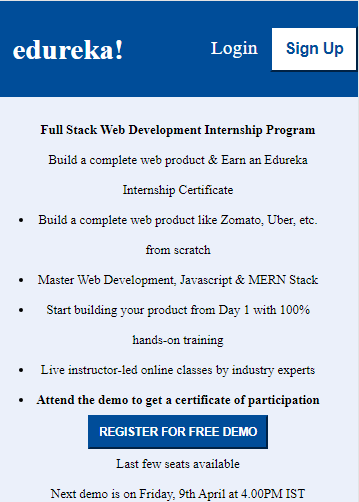 edureka!
Login
Sign Up
Full Stack Web Development Internship Program
Build a complete web product & Earn an Edureka
Internship Certificate
• Build a complete web product like Zomato, Uber, etc.
from scratch
• Master Web Development, Javascript & MERN Stack
• Start building your product from Day 1 with 100%
hands-on training
• Live instructor-led online classes by industry experts
• Attend the demo to get a certificate of participation
REGISTER FOR FREE DEMO
Last few seats available
Next demo is on Friday, 9th April at 4.00PM IST